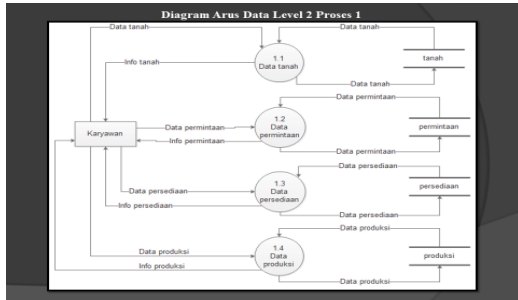 Diagram Arus Data Level 2 Proses 1
Data tanah
Data tanah
Info tanah
1.1
Data tanah
tanah
Data tanah
Data permintaan
Karyawan
Data permintaan
Info permintaan
1.2
Data
permintaan
permintaan
Data permintaan
Data persediaan
Data persediaan
Info persediaan
1.3
Data
persediaan
persediaan
Data persediaan
Data produksi
Data produksi
Info produksi
1.4
Data
produksi
produksi
Data produksi